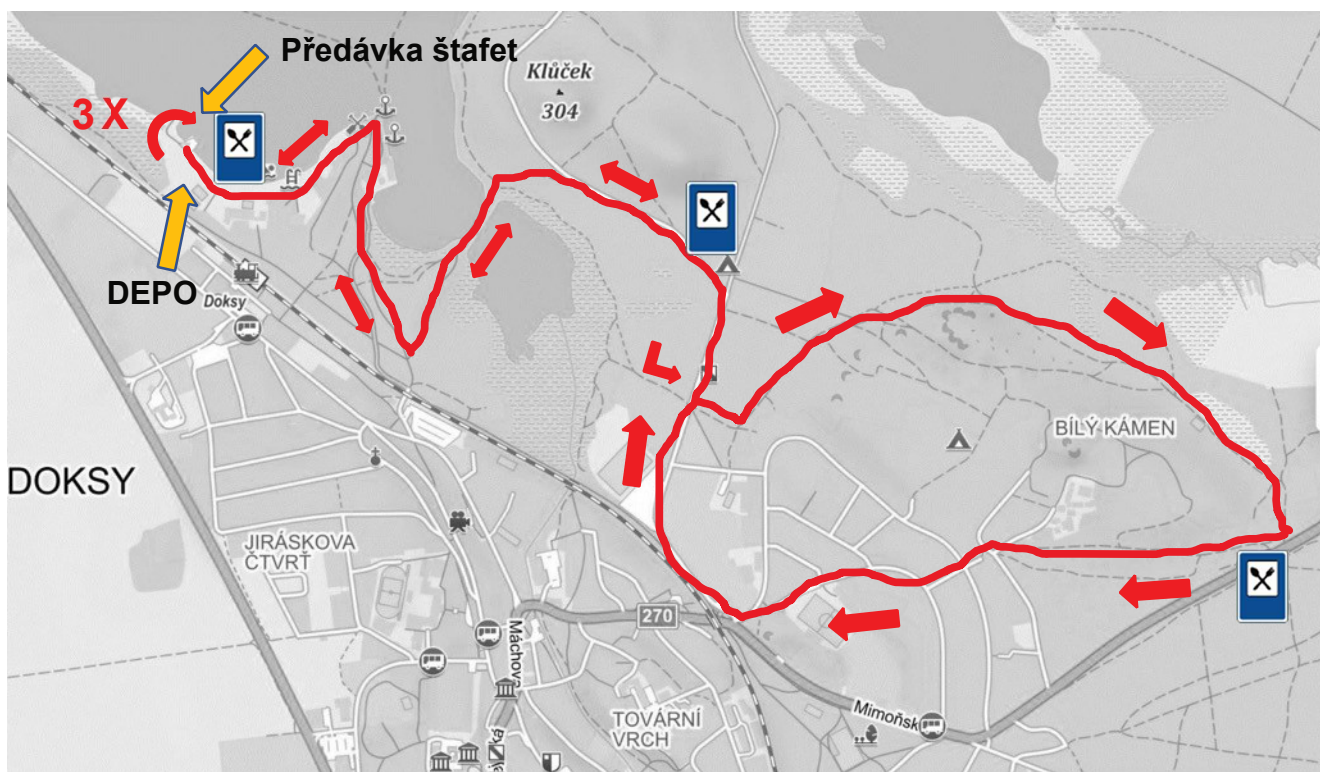 Předávka štafet
Klůček
304
3 X
DEPO
Doksy
BÍLÝ KÁMEN
DOKSY
JIRÁSKOVA
ČTVRŤ
270
Máchova
Mimoňsk
TOVÁRNÍ
VRCH